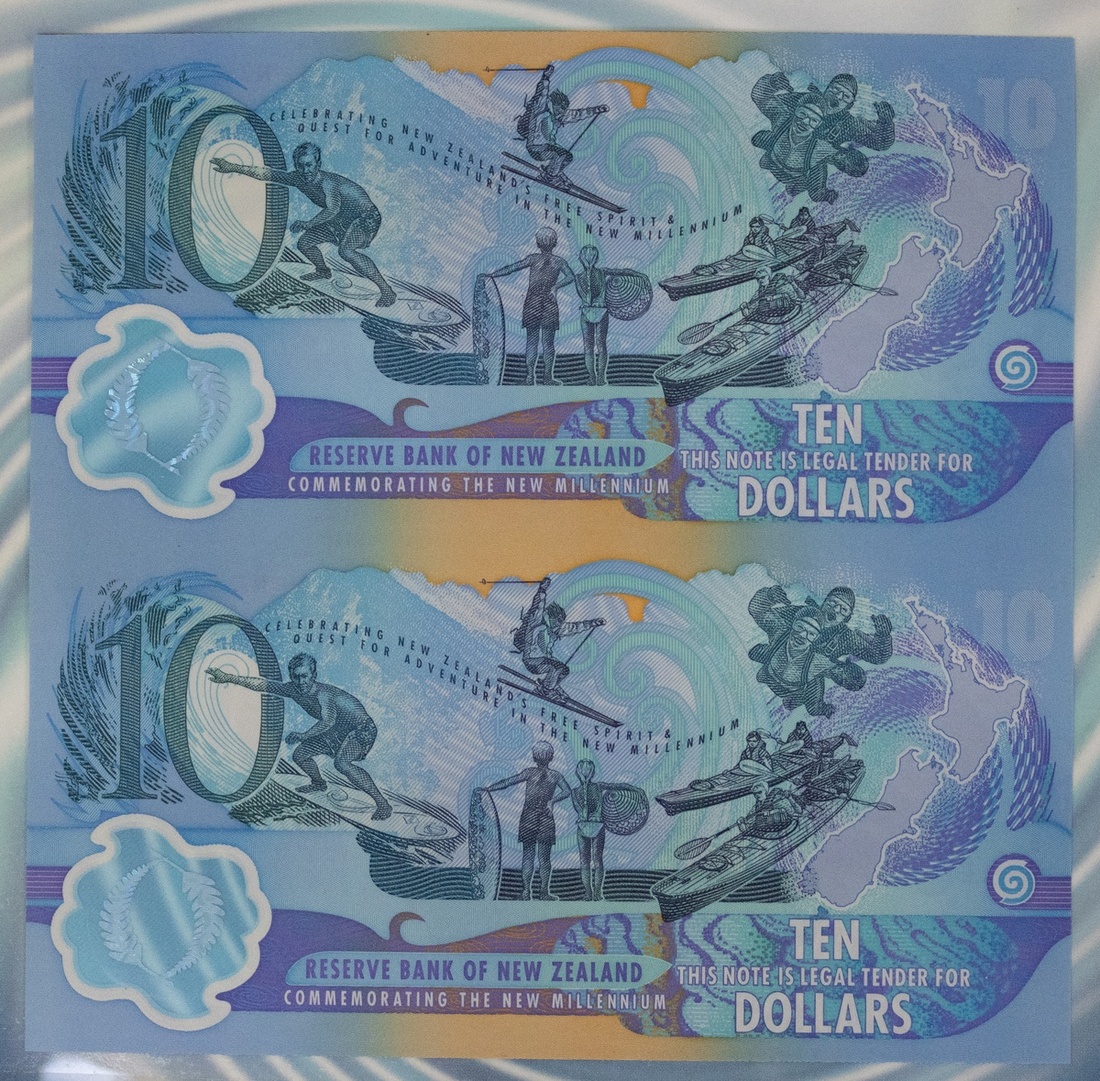 10
10
CELEBRATING NEW ZEALAND'S FREE SPIRIT &
QUEST FOR ADVENTURE IN THE NEW MILLENNIUM
RESERVE BANK OF NEW ZEALAND
COMMEMORATING THE NEW MILLENNIUM
TEN
THIS NOTE IS LEGAL TENDER FOR
DOLLARS
10
10
CELEBRATING NEW ZEALAND'S FREE SPIRIT &
QUEST FOR ADVENTURE IN THE NEW MILLENNIUM
RESERVE BANK OF NEW ZEALAND
COMMEMORATING THE NEW MILLENNIUM
TEN
THIS NOTE IS LEGAL TENDER FOR
DOLLARS